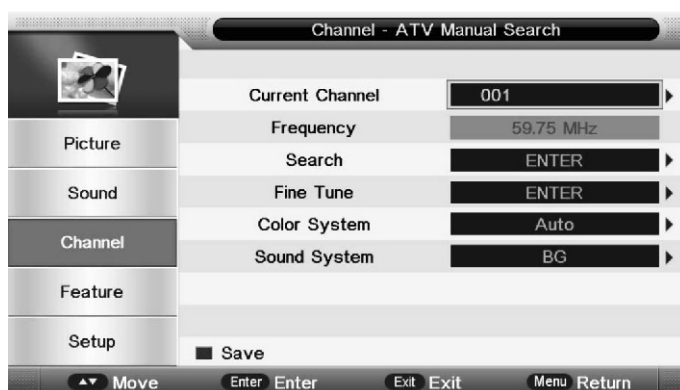 Channel - ATV Manual Search
Current Channel 001
Frequency 59.75 MHz
Picture
Search ENTER
Sound
Fine Tune ENTER
Color System Auto
Channel
Sound System BG
Feature
Setup
Save
Move Enter Enter Exit Exit Menu Return